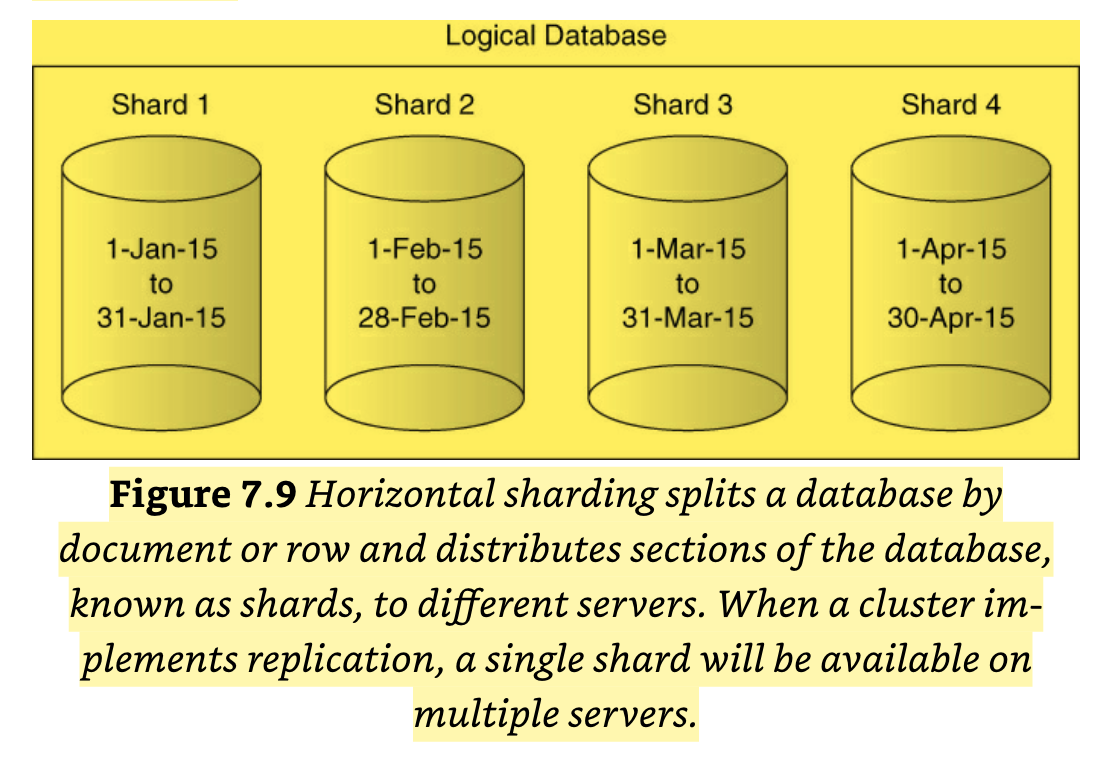 Logical Database
Shard 1
Shard 2
Shard 3
Shard 4
1-Jan-15
to
31-Jan-15
1-Feb-15
to
28-Feb-15
1-Mar-15
to
31-Mar-15
1-Apr-15
to
30-Apr-15
Figure 7.9 Horizontal sharding splits a database by
document or row and distributes sections of the database,
known as shards, to different servers. When a cluster im-
plements replication, a single shard will be available on
multiple servers.